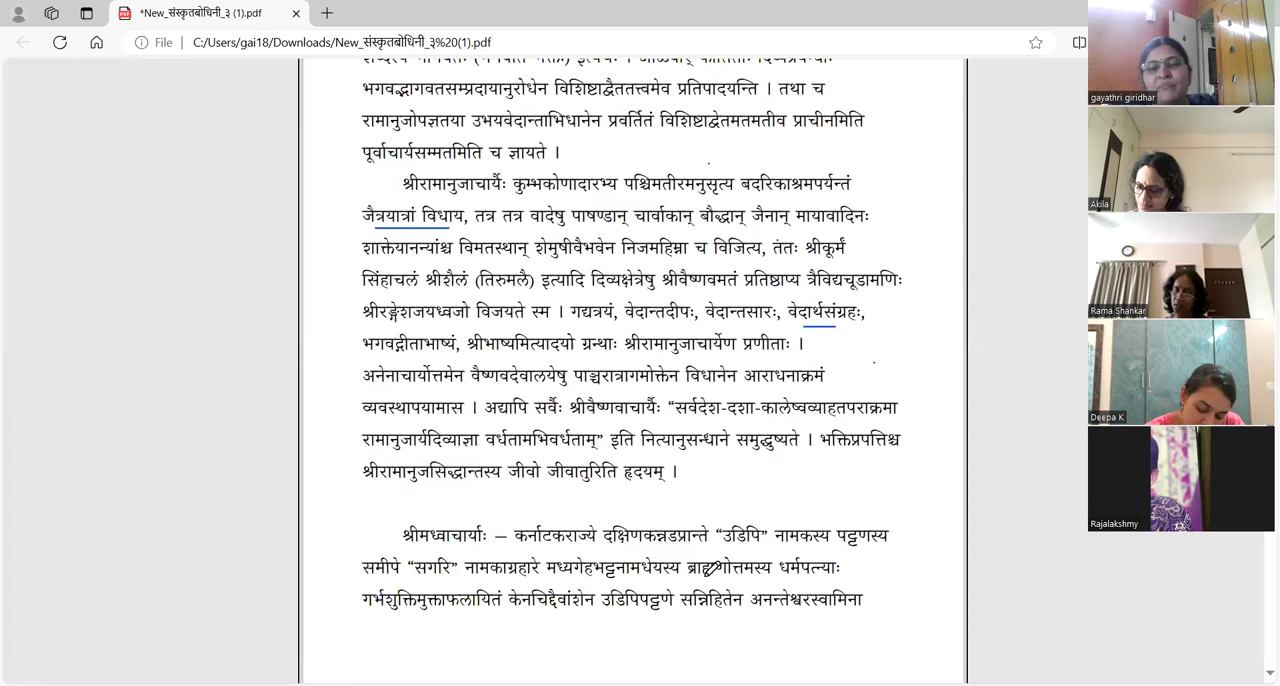 *New_संस्कृतबोधिनी_३ (1).pdf
File C:/Users/gai18/Downloads/New_संस्कृतबोधिनी_३%20(1).pdf
भगवद्भागवतसम्प्रदायानुरोधेन विशिष्टाद्वैततत्त्वमेव प्रतिपादयन्ति । तथा च
रामानुजोपज्ञतया उभयवेदान्ताभिधानेन प्रवर्तितं विशिष्टाद्वैतमतमतीव प्राचीनमिति
पूर्वाचार्यसम्मतमिति च ज्ञायते ।
श्रीरामानुजाचार्यैः कुम्भकोणादारभ्य पश्चिमतीरमनुसृत्य बदरिकाश्रमपर्यन्तं
जैत्रयात्रां विधाय, तत्र तत्र वादेषु पाषण्डान् चार्वाकान् बौद्धान् जैनान् मायावादिनः
शाक्तेयानन्यांश्च विमतस्थान् शेमुषीवैभवेन निजमहिम्ना च विजित्य, ततः श्रीकूर्मं
सिंहाचलं श्रीशैलं (तिरुमलै) इत्यादि दिव्यक्षेत्रेषु श्रीवैष्णवमतं प्रतिष्ठाप्य त्रैविद्यचूडामणिः
श्रीरङ्गेशजयध्वजो विजयते स्म । गद्यत्रयं, वेदान्तदीपः, वेदान्तसारः, वेदार्थसंग्रहः,
भगवद्गीताभाष्यं, श्रीभाष्यमित्यादयो ग्रन्थाः श्रीरामानुजाचार्येण प्रणीताः ।
अनेनाचार्योत्तमेन वैष्णवदेवालयेषु पाञ्चरात्रागमोक्तेन विधानेन आराधनाक्रमं
व्यवस्थापयामास । अद्यापि सर्वैः श्रीवैष्णवाचार्यैः “सर्वदेश-दशा-कालेष्वव्याहतपराक्रमा
रामानुजार्यदिव्याज्ञा वर्धतामभिवर्धताम्” इति नित्यानुसन्धाने समुद्धुष्यते । भक्तिप्रपत्तिश्च
श्रीरामानुजसिद्धान्तस्य जीवो जीवातुरिति हृदयम् ।
श्रीमध्वाचार्याः – कर्नाटकराज्ये दक्षिणकन्नडप्रान्ते “उडिपि” नामकस्य पट्टणस्य
समीपे “सगरि” नामकाग्रहारे मध्यगेहभट्टनामधेयस्य ब्राह्मणोत्तमस्य धर्मपत्न्याः
गर्भशुक्तिमुक्ताफलायितं केनचिद्दैवांशेन उडिपिपट्टणे सन्निहितेन अनन्तेश्वरस्वामिना
gayathri giridhar
Akila
Rama Shankar
Deepa K
Rajalakshmy